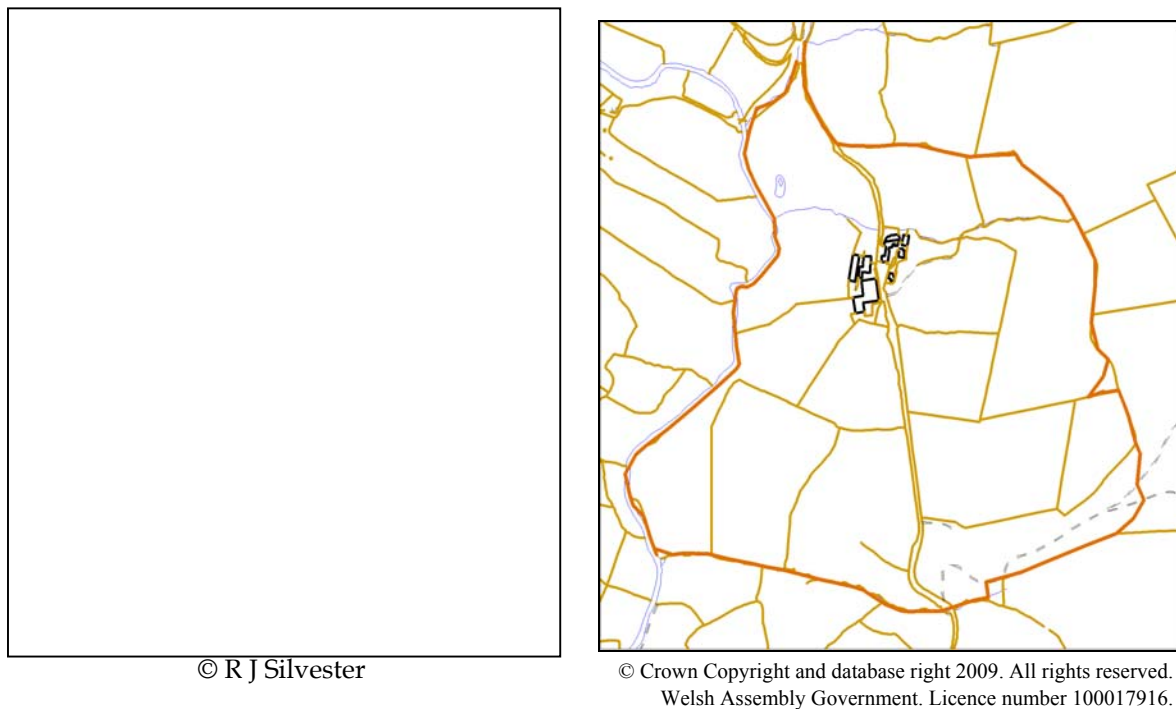 © R J Silvester
© Crown Copyright and database right 2009. All rights reserved.
Welsh Assembly Government. Licence number 100017916.